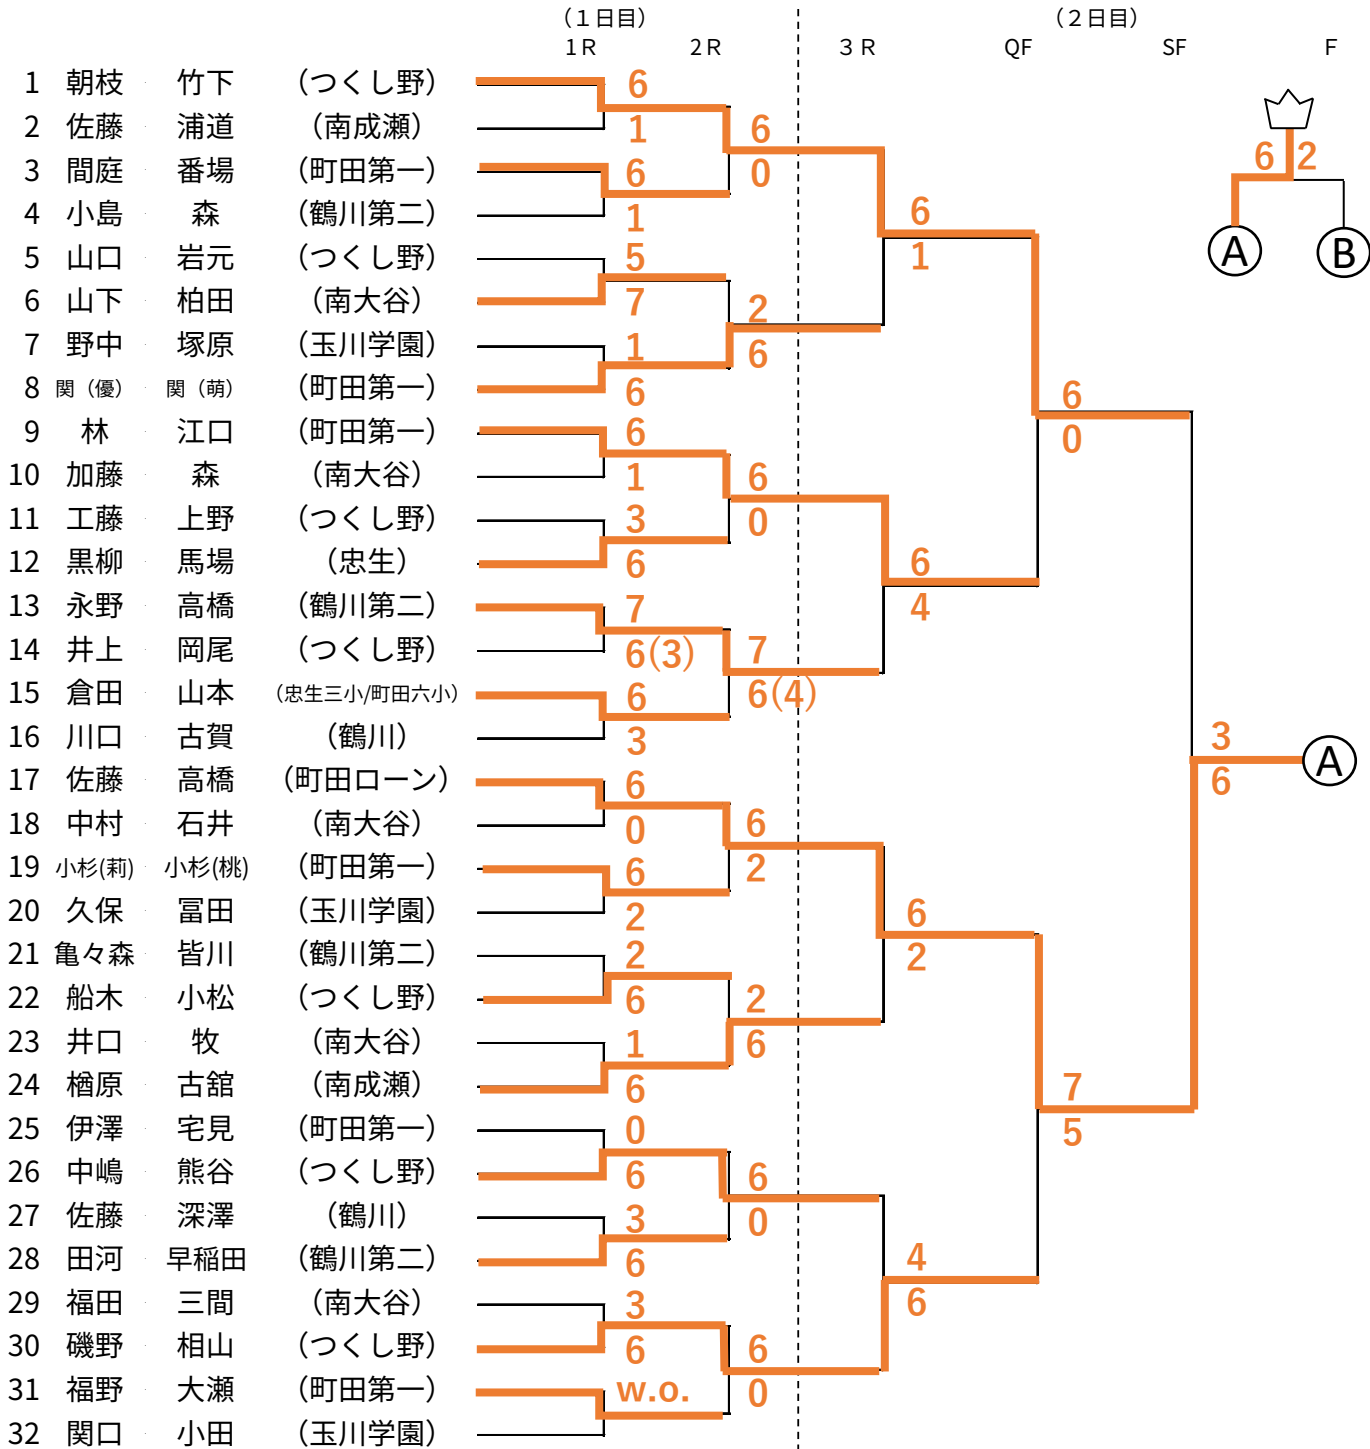 （１日目）
（２日目）
1R
2R
３Ｒ
QF
SF
F
1 朝枝 竹下 （つくし野）
2 佐藤 浦道 （南成瀬）
3 間庭 番場 （町田第一）
4 小島 森 （鶴川第二）
5 山口 岩元 （つくし野）
6 山下 柏田 （南大谷）
7 野中 塚原 （玉川学園）
8 関（優） 関（萌） （町田第一）
9 林 江口 （町田第一）
10 加藤 森 （南大谷）
11 工藤 上野 （つくし野）
12 黒柳 馬場 （忠生）
13 永野 高橋 （鶴川第二）
14 井上 岡尾 （つくし野）
15 倉田 山本 （忠生三小/町田六小）
16 川口 古賀 （鶴川）
17 佐藤 高橋 （町田ローン）
18 中村 石井 （南大谷）
19 小杉(莉) 小杉(桃) （町田第一）
20 久保 冨田 （玉川学園）
21 亀々森 皆川 （鶴川第二）
22 船木 小松 （つくし野）
23 井口 牧 （南大谷）
24 楢原 古舘 （南成瀬）
25 伊澤 宅見 （町田第一）
26 中嶋 熊谷 （つくし野）
27 佐藤 深澤 （鶴川）
28 田河 早稲田 （鶴川第二）
29 福田 三間 （南大谷）
30 磯野 相山 （つくし野）
31 福野 大瀬 （町田第一）
32 関口 小田 （玉川学園）
6
1
6
1
5
7
1
6
6
1
3
6
7
6(3)
6
3
6
0
6
2
2
6
1
6
0
6
3
6
3
6
w.o.
6
0
2
6
6
0
7
6(4)
6
2
2
6
6
0
6
0
6
1
6
4
6
2
4
6
6
0
7
5
3
6
A
6 2
A
B